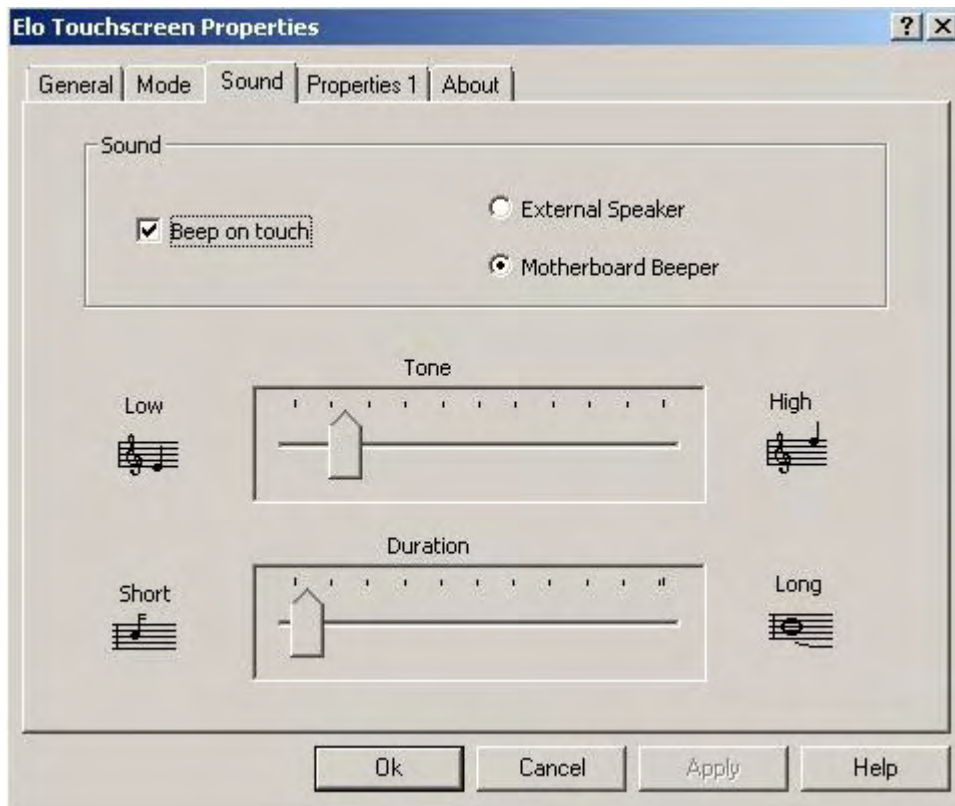 Elo Touchscreen Properties
General Mode Sound Properties 1 About
Sound
Beep on touch
External Speaker
Motherboard Beeper
Tone
Low
High
Duration
Short
Long
Ok Cancel Apply Help